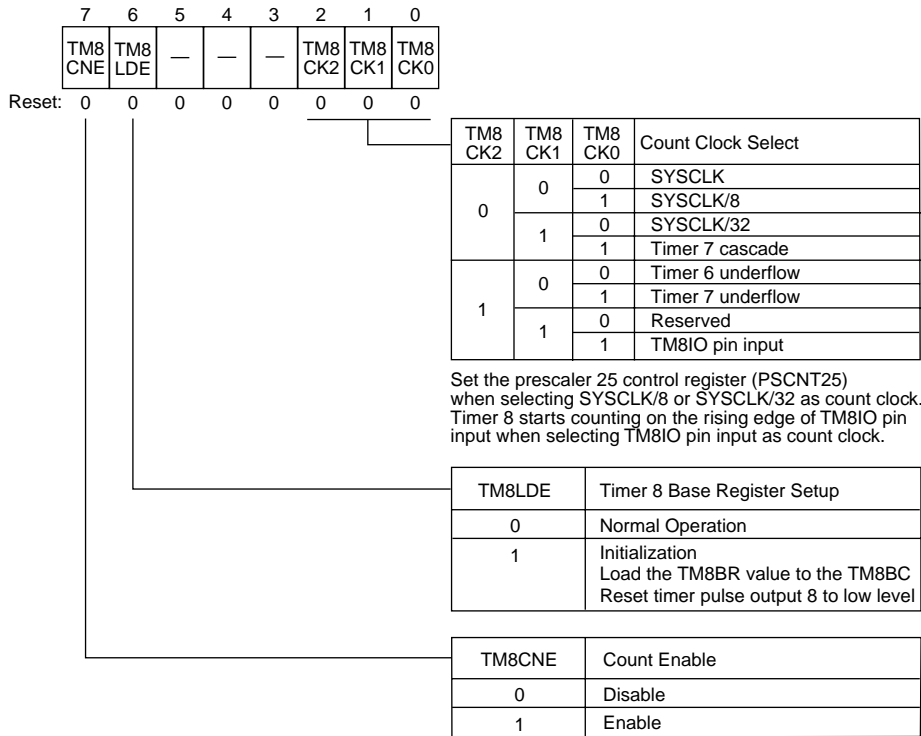 7 6 5 4 3 2 1 0
TM8 TM8 — — — TM8 TM8 TM8
CNE LDE CK2 CK1 CK0
Reset: 0 0 0 0 0 0 0 0
TM8 TM8 TM8 Count Clock Select
CK2 CK1 CK0
0 0 0 SYSCLK
1 SYSCLK/8
1 0 SYSCLK/32
1 Timer 7 cascade
1 0 0 Timer 6 underflow
1 Timer 7 underflow
1 0 Reserved
1 TM8IO pin input
Set the prescaler 25 control register (PSCNT25)
when selecting SYSCLK/8 or SYSCLK/32 as count clock.
Timer 8 starts counting on the rising edge of TM8IO pin
input when selecting TM8IO pin input as count clock.
TM8LDE Timer 8 Base Register Setup
0 Normal Operation
1 Initialization
Load the TM8BR value to the TM8BC
Reset timer pulse output 8 to low level
TM8CNE Count Enable
0 Disable
1 Enable